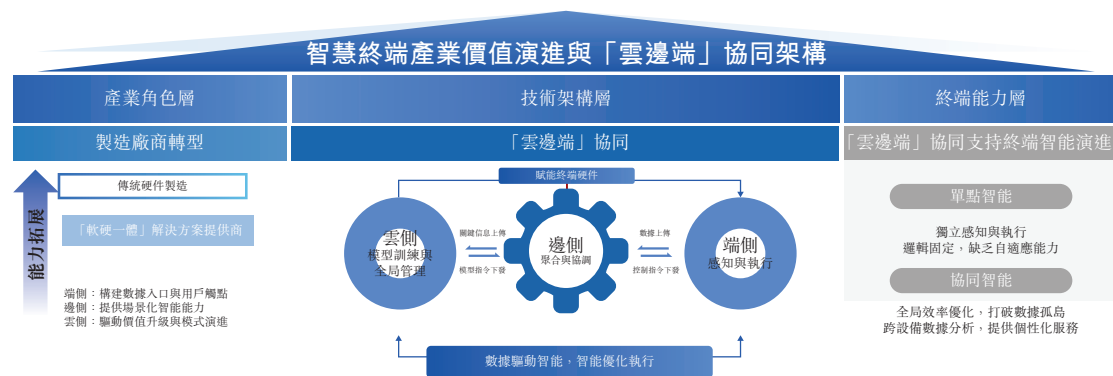 智慧終端產業價值演進與「雲邊端」協同架構
產業角色層
製造廠商轉型
能力拓展
傳統硬件製造
「軟硬一體」解決方案提供商
端側：構建數據入口與用戶觸點
邊側：提供場景化智能能力
雲側：驅動價值升级與模式演進
技術架構層
「雲邊端」協同
賦能終端硬件
雲側
模型訓練與
全局管理
關鍵信息上傳
模型指令下發
邊側
聚合與協調
數據上傳
控制指令下發
端側
感知與執行
數據驅動智能，智能優化執行
終端能力層
「雲邊端」協同支持終端智能演進
單點智能
獨立感知與執行
邏輯固定，缺乏自適應能力
協同智能
全局效率優化，打破數據孤島
跨設備數據分析，提供個性化服務